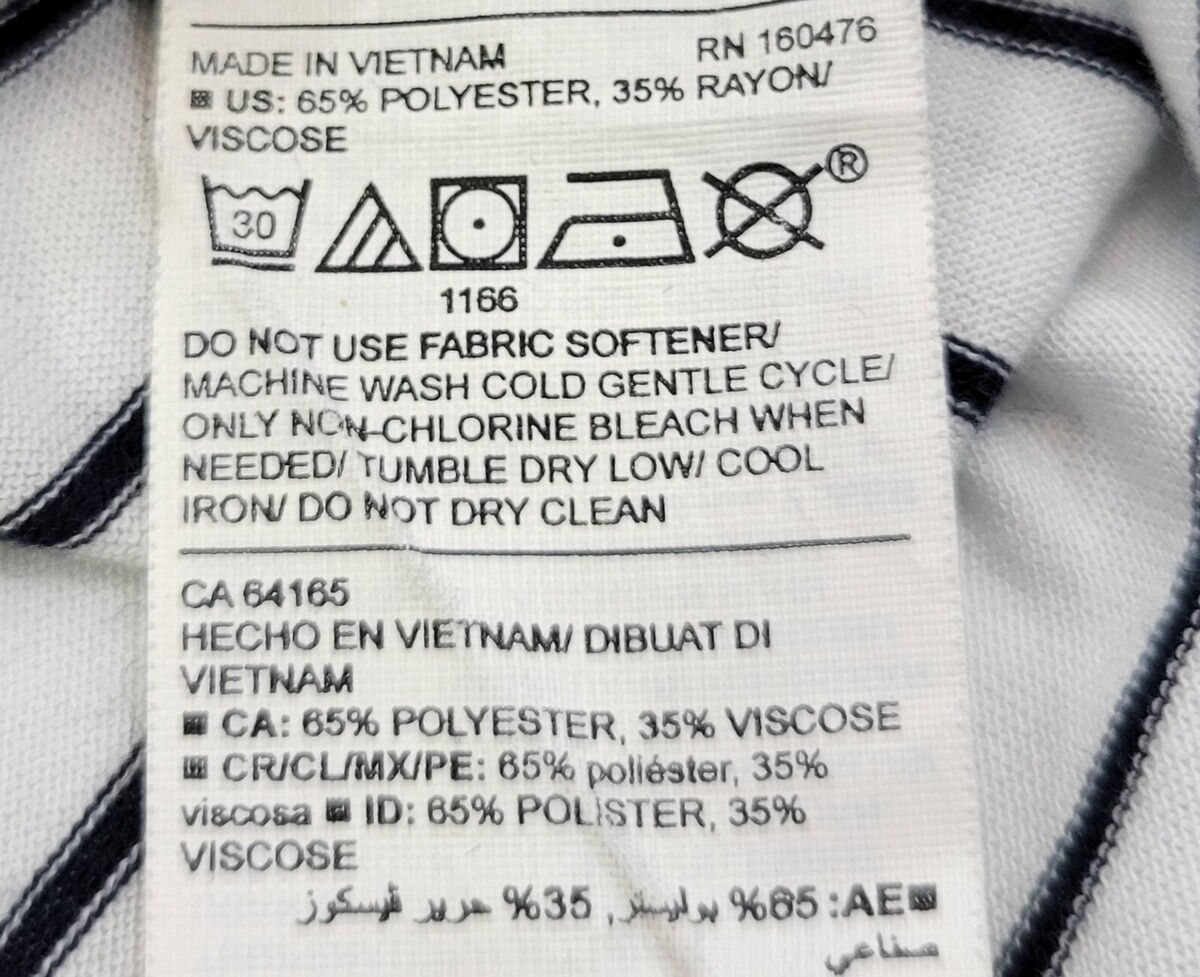 MADE IN VIETNAM RN 160476
US: 65% POLYESTER, 35% RAYON/
VISCOSE
30
®
1166
DO NOT USE FABRIC SOFTENER/
MACHINE WASH COLD GENTLE CYCLE/
ONLY NON-CHLORINE BLEACH WHEN
NEEDED/ TUMBLE DRY LOW/ COOL
IRON/ DO NOT DRY CLEAN
CA 64165
HECHO EN VIETNAM/ DIBUAT DI
VIETNAM
CA: 65% POLYESTER, 35% VISCOSE
CR/CL/MX/PE: 65% poliéster, 35%
viscosa ID: 65% POLISTER, 35%
VISCOSE
AE: 65% بوليستر, 35% حرير فيسكوز
صناعي